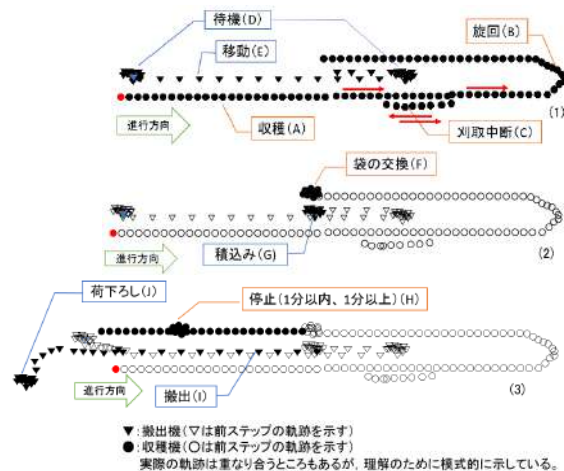 待機(D)
旋回(B)
移動(E)
進行方向
収穫(A)
刈取中断(C)
(1)
袋の交換(F)
進行方向
積込み(G)
(2)
荷下ろし(J)
停止(1分以内、1分以上)(H)
進行方向
搬出(I)
(3)
▼:搬出機(▽は前ステップの軌跡を示す)
●:収穫機(〇は前ステップの軌跡を示す)
実際の軌跡は重なり合うところもあるが，理解のために模式的に示している。